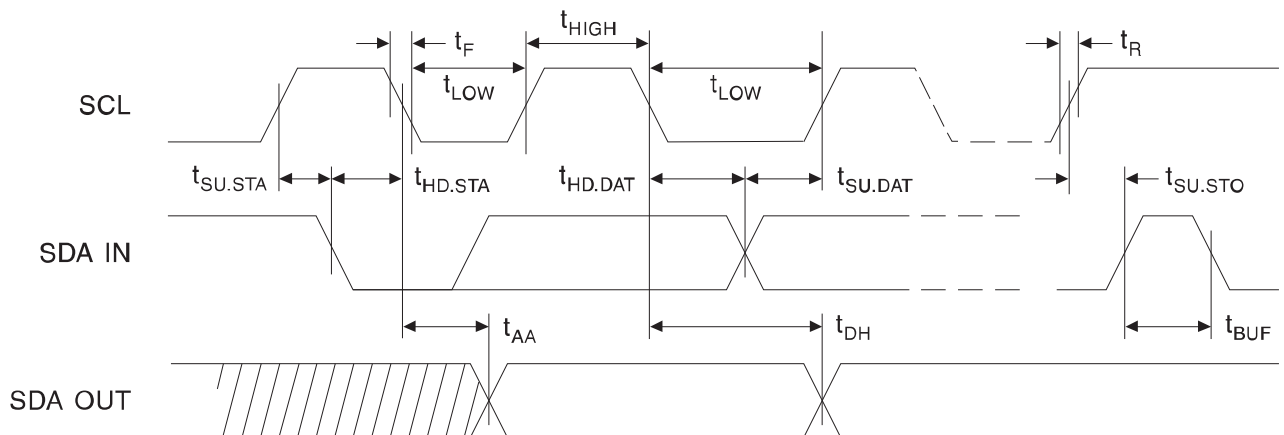 tHIGH
tF
tR
tLOW
tLOW
SCL
tSU.STA
tHD.STA
tHD.DAT
tSU.DAT
tSU.STO
SDA IN
tAA
tDH
tBUF
SDA OUT